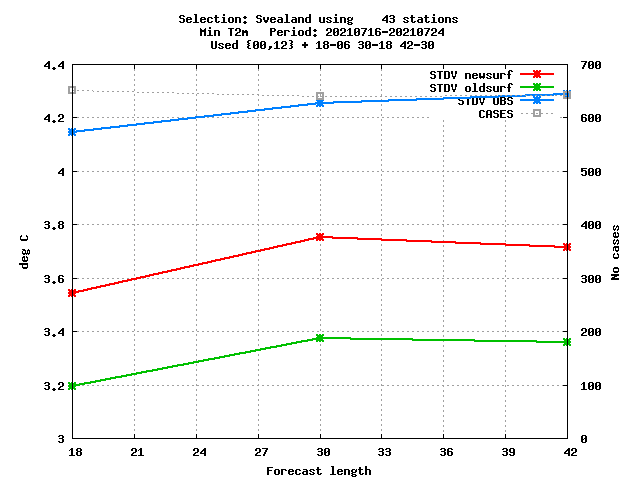 Selection: Svealand using    43 stations
Min T2m   Period: 20210716-20210724
Used {00,12} + 18-06 30-18 42-30
4.4
4.2
4
3.8
3.6
3.4
3.2
3
700
600
500
400
300
200
100
0
deg C
No cases
STDV newsurf
STDV oldsurf
STDV OBS
CASES
18 21 24 27 30 33 36 39 42
Forecast length